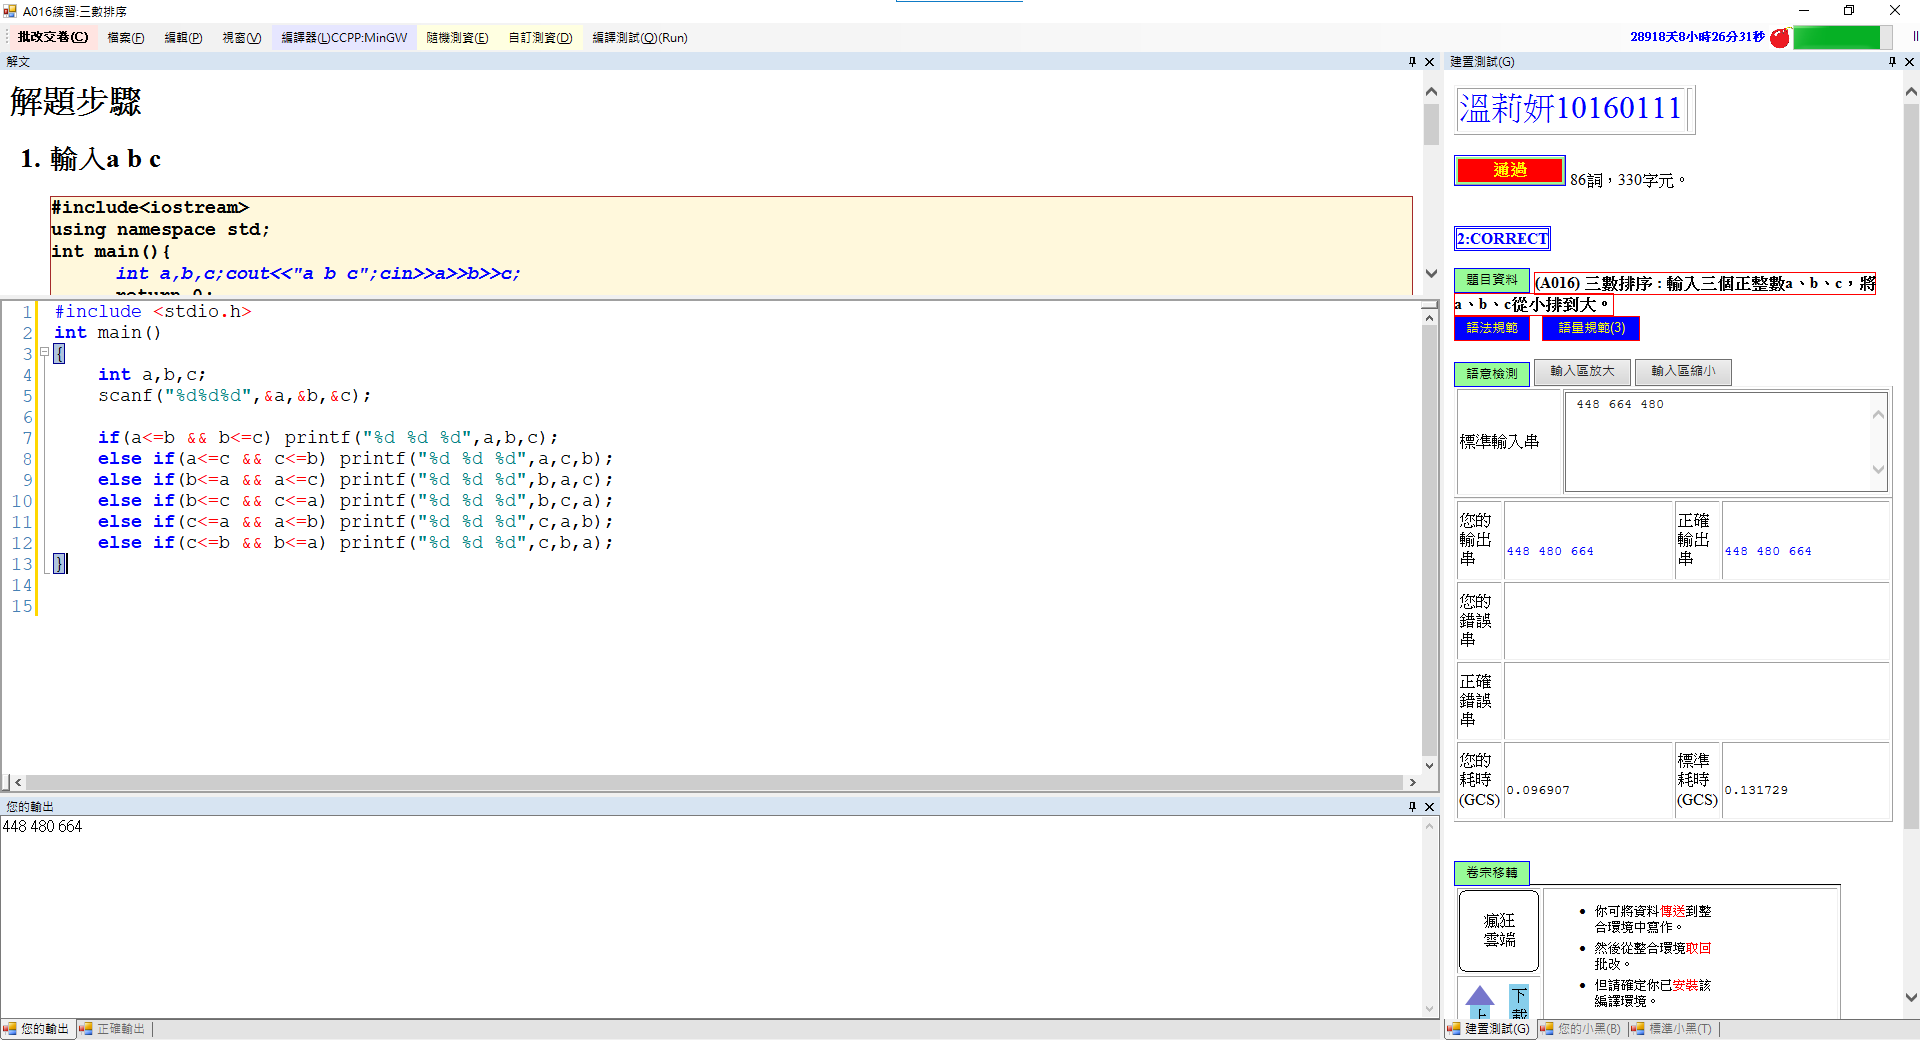 A016練習:三數排序
批改交卷(C) 檔案(F) 編輯(P) 視窗(V) 編譯器(L)CCPP:MinGW 隨機測資(E) 自訂測資(D) 編譯測試(Q)(Run) 28918天8小時26分31秒
解文
解題步驟
1. 輸入a b c
#include<iostream>
using namespace std;
int main(){
int a,b,c;cout<<"a b c";cin>>a>>b>>c;
return 0;
1 #include <stdio.h>
2 int main()
3 {
4 int a,b,c;
5 scanf("%d%d%d",&a,&b,&c);
6
7 if(a<=b && b<=c) printf("%d %d %d",a,b,c);
8 else if(a<=c && c<=b) printf("%d %d %d",a,c,b);
9 else if(b<=a && a<=c) printf("%d %d %d",b,a,c);
10 else if(b<=c && c<=a) printf("%d %d %d",b,c,a);
11 else if(c<=a && a<=b) printf("%d %d %d",c,a,b);
12 else if(c<=b && b<=a) printf("%d %d %d",c,b,a);
13 }
14
15
您的輸出
448 480 664
您的輸出 正確輸出
建置測試(G)
溫莉妍10160111
通過 86詞，330字元。
2:CORRECT
題目資料 (A016) 三數排序 : 輸入三個正整數a、b、c，將
a、b、c從小排到大。
語法規範 語量規範(3)
語意檢測 輸入區放大 輸入區縮小
標準輸入串 448 664 480
您的
輸出
串
448 480 664
正確
輸出
串
448 480 664
您的
錯誤
串
正確
錯誤
串
您的
耗時
(GCS)
0.096907
標準
耗時
(GCS)
0.131729
卷宗移轉
瘋狂
雲端
上
下
載
• 你可將資料傳送到整
合環境中寫作。
• 然後從整合環境取回
批改。
• 但請確定你已安裝該
編譯環境。
建置測試(G) 您的小黑(B) 標準小黑(T)